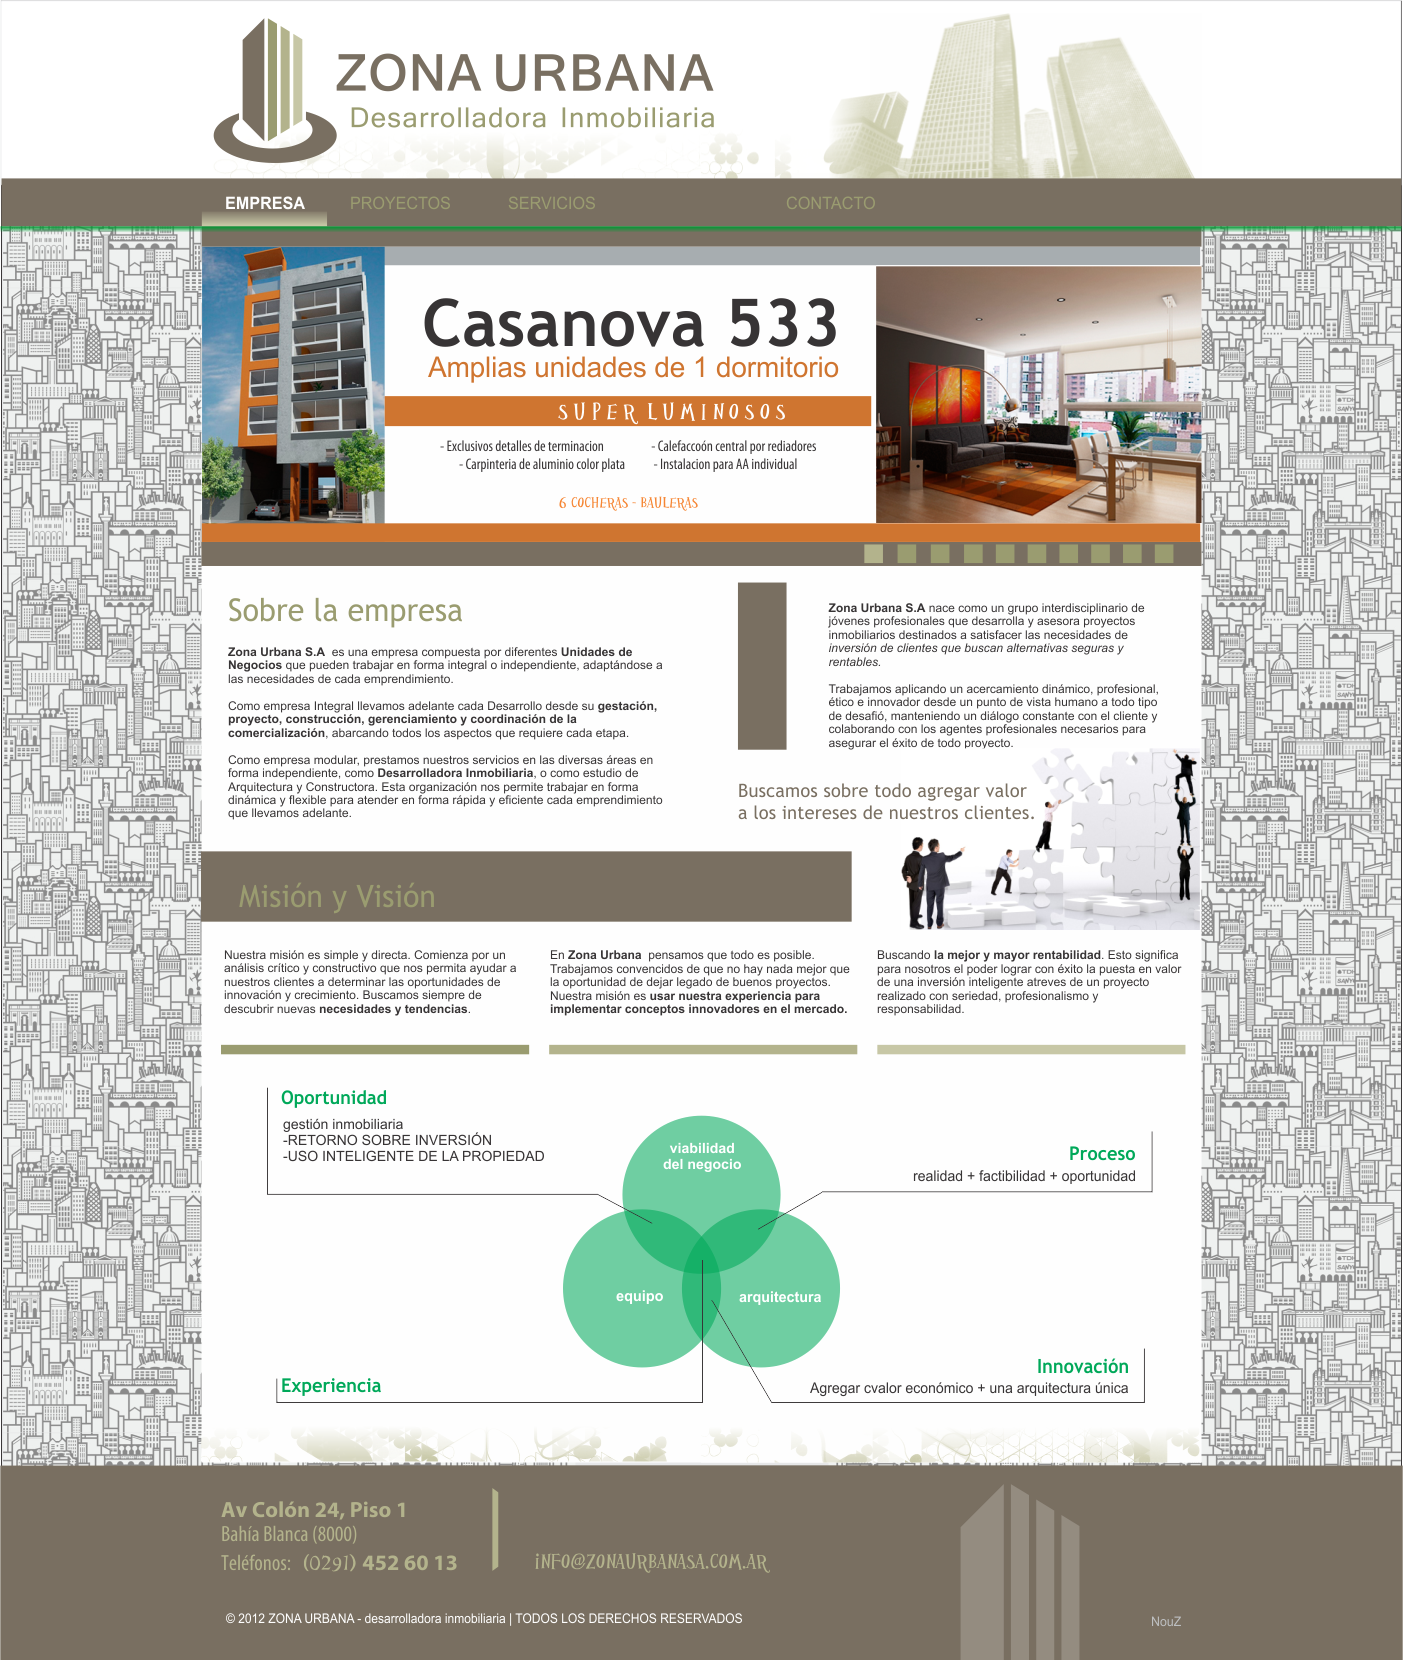 ZONA URBANA
Desarrolladora Inmobiliaria
EMPRESA PROYECTOS SERVICIOS CONTACTO
Casanova 533
Amplias unidades de 1 dormitorio
SUPER LUMINOSOS
- Exclusivos detalles de terminacion
- Carpinteria de aluminio color plata
- Calefaccoón central por rediadores
- Instalacion para AA individual
6 COCHERAS - BAULERAS
Sobre la empresa
Zona Urbana S.A es una empresa compuesta por diferentes Unidades de
Negocios que pueden trabajar en forma integral o independiente, adaptándose a
las necesidades de cada emprendimiento.
Como empresa Integral llevamos adelante cada Desarrollo desde su gestación,
proyecto, construcción, gerenciamiento y coordinación de la
comercialización, abarcando todos los aspectos que requiere cada etapa.
Como empresa modular, prestamos nuestros servicios en las diversas áreas en
forma independiente, como Desarrolladora Inmobiliaria, o como estudio de
Arquitectura y Constructora. Esta organización nos permite trabajar en forma
dinámica y flexible para atender en forma rápida y eficiente cada emprendimiento
que llevamos adelante.
Zona Urbana S.A nace como un grupo interdisciplinario de
jóvenes profesionales que desarrolla y asesora proyectos
inmobiliarios destinados a satisfacer las necesidades de
inversión de clientes que buscan alternativas seguras y
rentables.
Trabajamos aplicando un acercamiento dinámico, profesional,
ético e innovador desde un punto de vista humano a todo tipo
de desafió, manteniendo un diálogo constante con el cliente y
colaborando con los agentes profesionales necesarios para
asegurar el éxito de todo proyecto.
Buscamos sobre todo agregar valor
a los intereses de nuestros clientes.
Misión y Visión
Nuestra misión es simple y directa. Comienza por un
análisis crítico y constructivo que nos permita ayudar a
nuestros clientes a determinar las oportunidades de
innovación y crecimiento. Buscamos siempre de
descubrir nuevas necesidades y tendencias.
En Zona Urbana pensamos que todo es posible.
Trabajamos convencidos de que no hay nada mejor que
la oportunidad de dejar legado de buenos proyectos.
Nuestra misión es usar nuestra experiencia para
implementar conceptos innovadores en el mercado.
Buscando la mejor y mayor rentabilidad. Esto significa
para nosotros el poder lograr con éxito la puesta en valor
de una inversión inteligente atreves de un proyecto
realizado con seriedad, profesionalismo y
responsabilidad.
Oportunidad
gestión inmobiliaria
-RETORNO SOBRE INVERSIÓN
-USO INTELIGENTE DE LA PROPIEDAD
viabilidad
del negocio
Proceso
realidad + factibilidad + oportunidad
equipo
arquitectura
Innovación
Agregar cvalor económico + una arquitectura única
Experiencia
Av Colón 24, Piso 1
Bahía Blanca (8000)
Teléfonos: (0291) 452 60 13
INFO@ZONAURBANASA.COM.AR
© 2012 ZONA URBANA - desarrolladora inmobiliaria | TODOS LOS DERECHOS RESERVADOS
NouZ